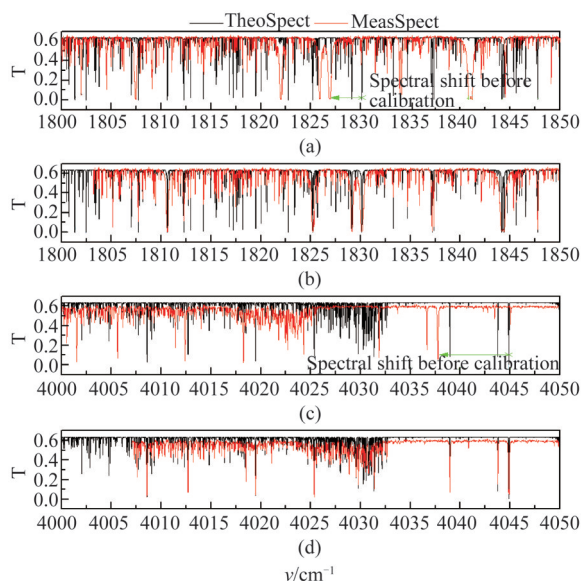 TheoSpect MeasSpect
T
0.6
0.4
0.2
0.0
Spectral shift before
calibration
1800 1805 1810 1815 1820 1825 1830 1835 1840 1845 1850
(a)
T
0.6
0.4
0.2
0.0
1800 1805 1810 1815 1820 1825 1830 1835 1840 1845 1850
(b)
T
0.6
0.4
0.2
0.0
Spectral shift before calibration
4000 4005 4010 4015 4020 4025 4030 4035 4040 4045 4050
(c)
T
0.6
0.4
0.2
0.0
4000 4005 4010 4015 4020 4025 4030 4035 4040 4045 4050
(d)
ν/cm⁻¹